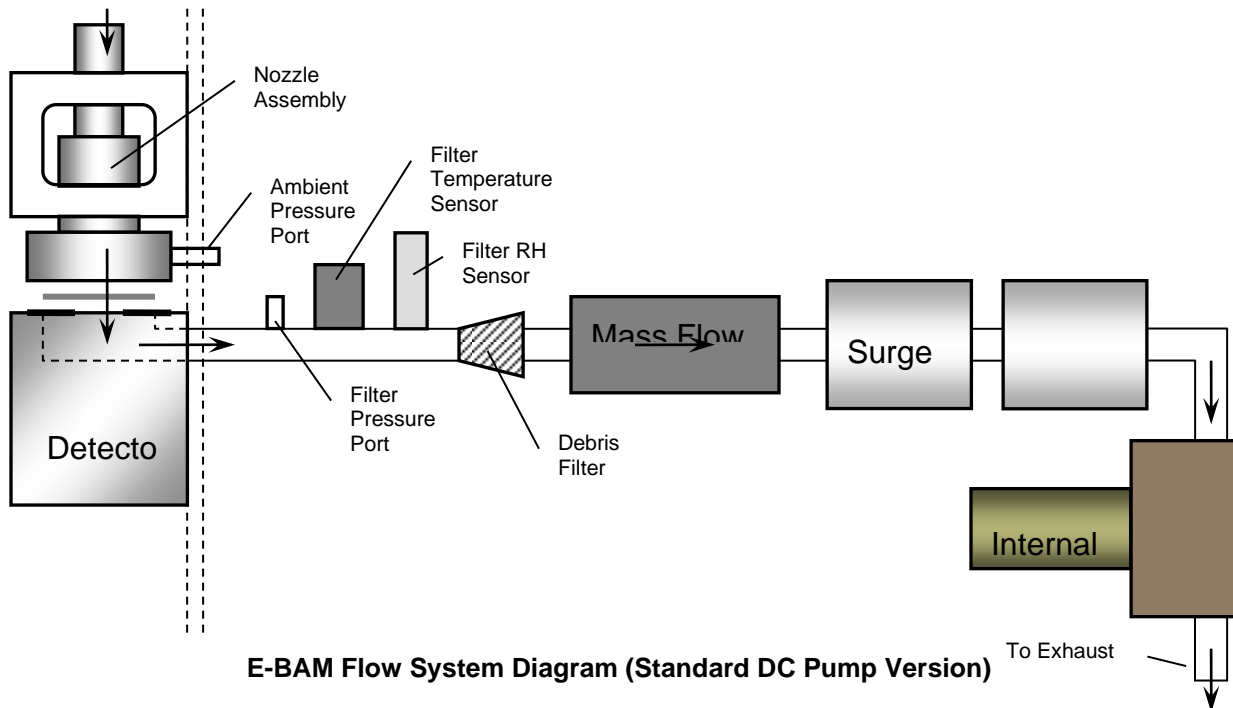 Nozzle
Assembly
Ambient
Pressure
Port
Filter
Temperature
Sensor
Filter RH
Sensor
Mass Flow
Surge
Detecto
Filter
Pressure
Port
Debris
Filter
Internal
To Exhaust
E-BAM Flow System Diagram (Standard DC Pump Version)